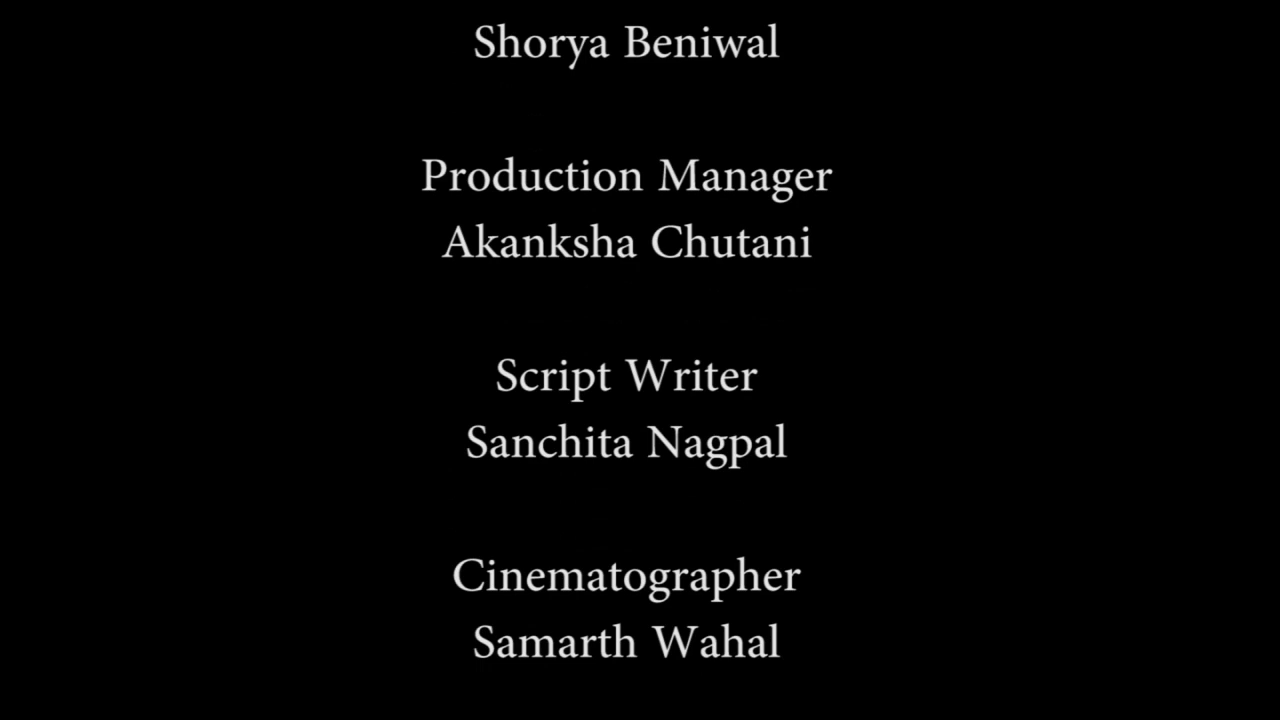 Shorya Beniwal
Production Manager
Akanksha Chutani
Script Writer
Sanchita Nagpal
Cinematographer
Samarth Wahal